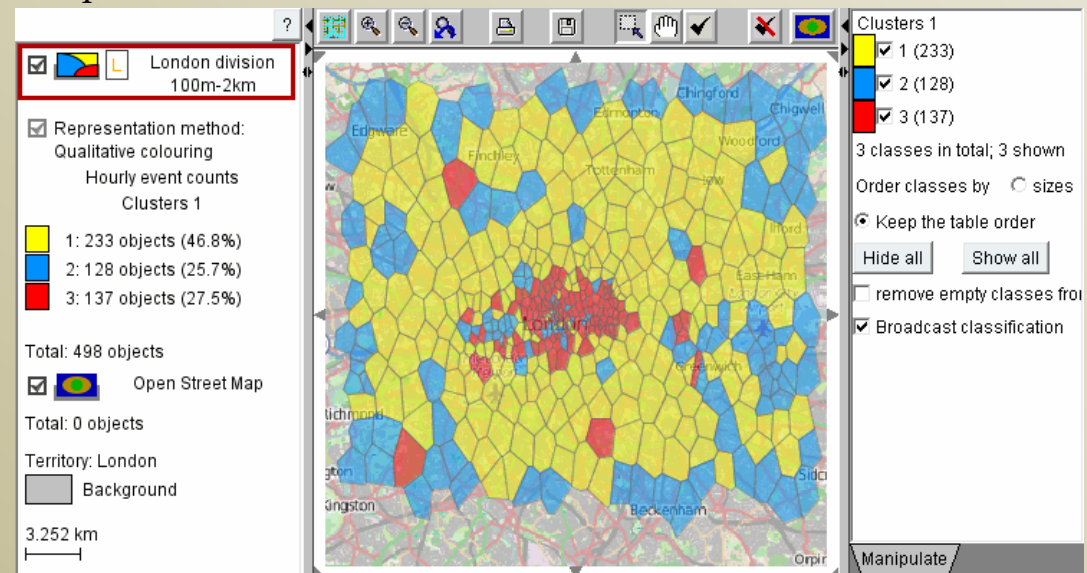 ?
London division
100m-2km
L
Representation method:
Qualitative colouring
Hourly event counts
Clusters 1
1: 233 objects (46.8%)
2: 128 objects (25.7%)
3: 137 objects (27.5%)
Total: 498 objects
Open Street Map
Total: 0 objects
Territory: London
Background
3.252 km
Chingford
Edmonton
Chigwell
Edgware
Woodford
Finchley
Tottenham
Ilford
East Ham
London
Greenwich
Richmond
Sidc
Kingston
Beckenham
Orpir
Clusters 1
1 (233)
2 (128)
3 (137)
3 classes in total; 3 shown
Order classes by sizes
Keep the table order
Hide all Show all
remove empty classes fro
Broadcast classification
Manipulate